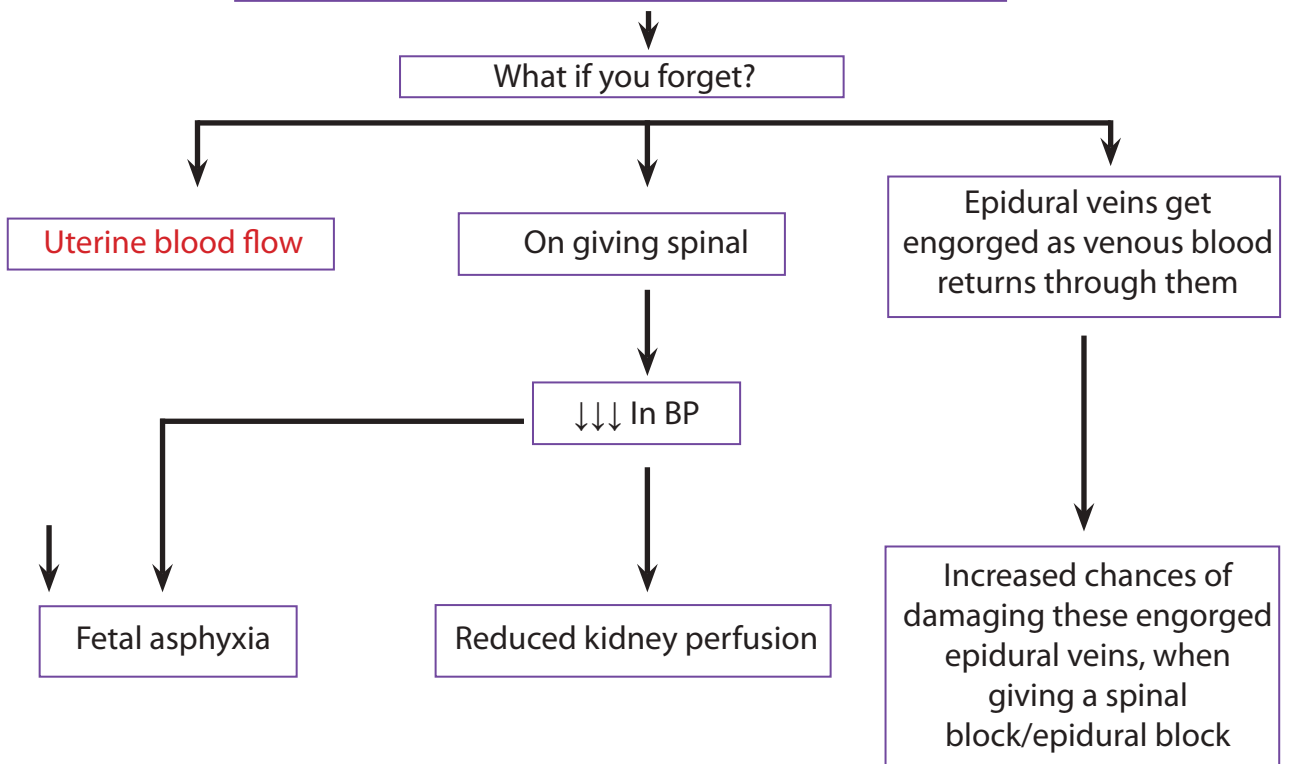 What if you forget?
Uterine blood flow
On giving spinal
Epidural veins get
engorged as venous blood
returns through them
↓↓↓ In BP
Fetal asphyxia
Reduced kidney perfusion
Increased chances of
damaging these engorged
epidural veins, when
giving a spinal
block/epidural block